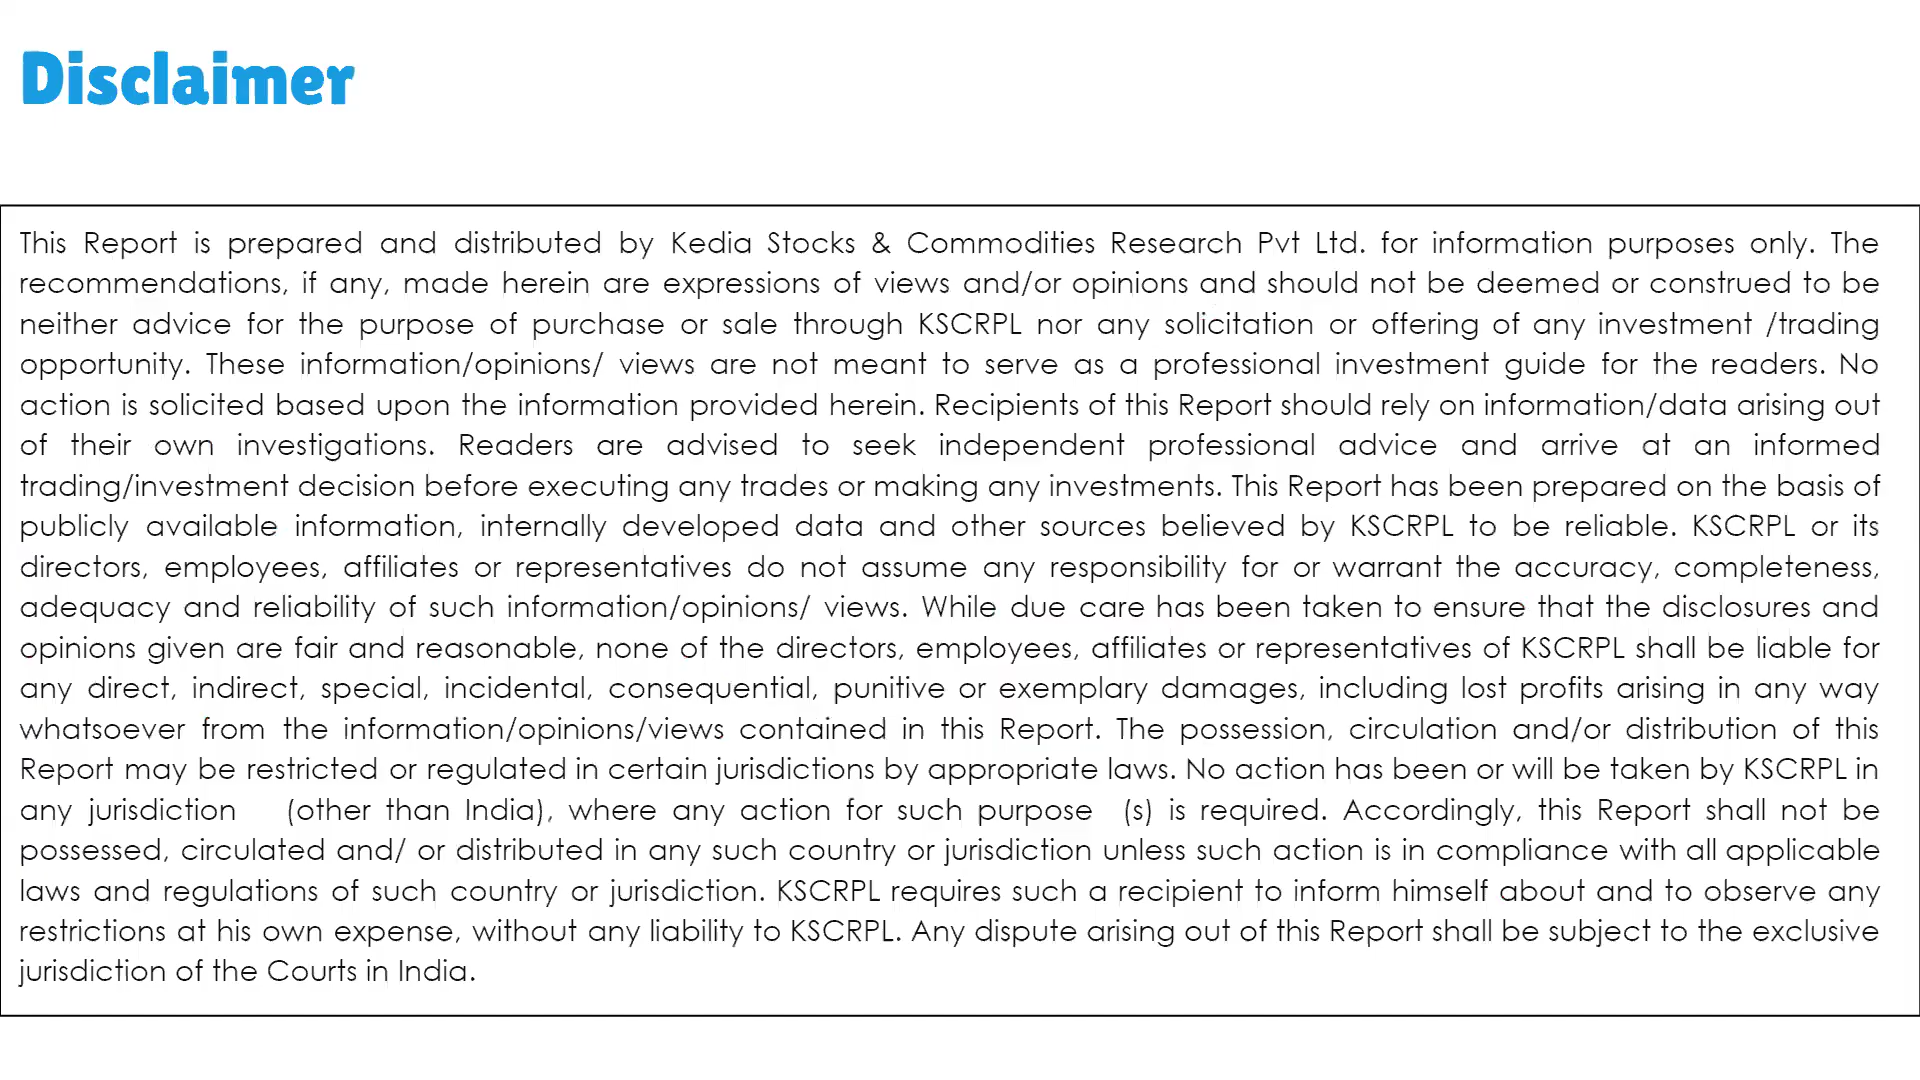 Disclaimer
This Report is prepared and distributed by Kedia Stocks & Commodities Research Pvt Ltd. for information purposes only. The
recommendations, if any, made herein are expressions of views and/or opinions and should not be deemed or construed to be
neither advice for the purpose of purchase or sale through KSCRPL nor any solicitation or offering of any investment /trading
opportunity. These information/opinions/ views are not meant to serve as a professional investment guide for the readers. No
action is solicited based upon the information provided herein. Recipients of this Report should rely on information/data arising out
of their own investigations. Readers are advised to seek independent professional advice and arrive at an informed
trading/investment decision before executing any trades or making any investments. This Report has been prepared on the basis of
publicly available information, internally developed data and other sources believed by KSCRPL to be reliable. KSCRPL or its
directors, employees, affiliates or representatives do not assume any responsibility for or warrant the accuracy, completeness,
adequacy and reliability of such information/opinions/ views. While due care has been taken to ensure that the disclosures and
opinions given are fair and reasonable, none of the directors, employees, affiliates or representatives of KSCRPL shall be liable for
any direct, indirect, special, incidental, consequential, punitive or exemplary damages, including lost profits arising in any way
whatsoever from the information/opinions/views contained in this Report. The possession, circulation and/or distribution of this
Report may be restricted or regulated in certain jurisdictions by appropriate laws. No action has been or will be taken by KSCRPL in
any jurisdiction (other than India), where any action for such purpose (s) is required. Accordingly, this Report shall not be
possessed, circulated and/ or distributed in any such country or jurisdiction unless such action is in compliance with all applicable
laws and regulations of such country or jurisdiction. KSCRPL requires such a recipient to inform himself about and to observe any
restrictions at his own expense, without any liability to KSCRPL. Any dispute arising out of this Report shall be subject to the exclusive
jurisdiction of the Courts in India.